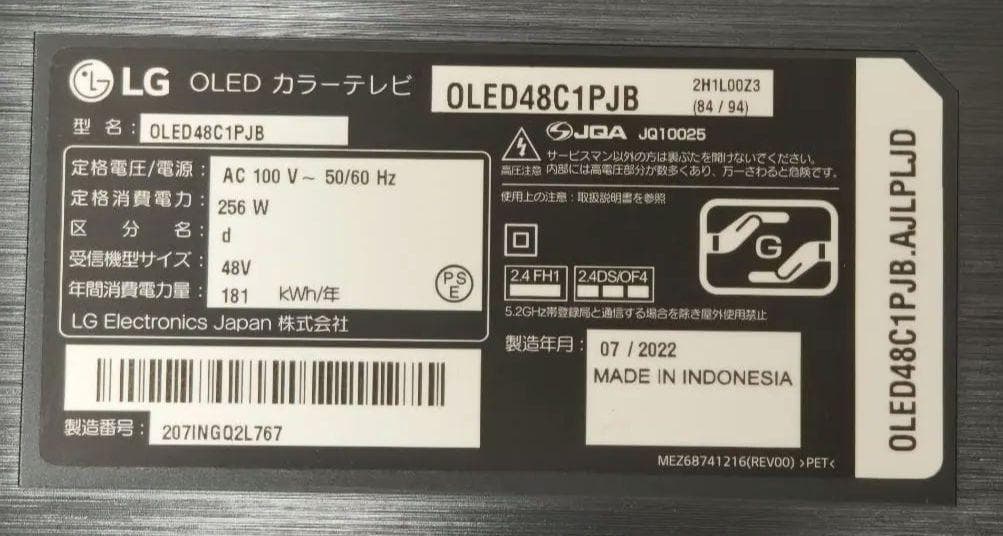 LG OLED カラーテレビ
OLED48C1PJB
2H1L00Z3
(84 / 94)
型 名: OLED48C1PJB
定格電圧/電源: AC 100 V～ 50/60 Hz
定格消費電力: 256 W
区 分 名: d
受信機型サイズ: 48V
年間消費電力量: 181 kWh/年
PS
E
LG Electronics Japan 株式会社
製造番号: 207INGQ2L767
JQA JQ10025
高圧注意
サービスマン以外の方は裏ぶたを開けないでください。
内部には高電圧部分が数多くあり、万一さわると危険です。
使用上の注意:取扱説明書を参照
G
2.4 FH1
2.4DS/OF4
5.2GHz帯登録局と通信する場合を除き屋外使用禁止
製造年月: 07 / 2022
MADE IN INDONESIA
MEZ68741216(REV00) >PET<
OLED48C1PJB.AJLPLJD